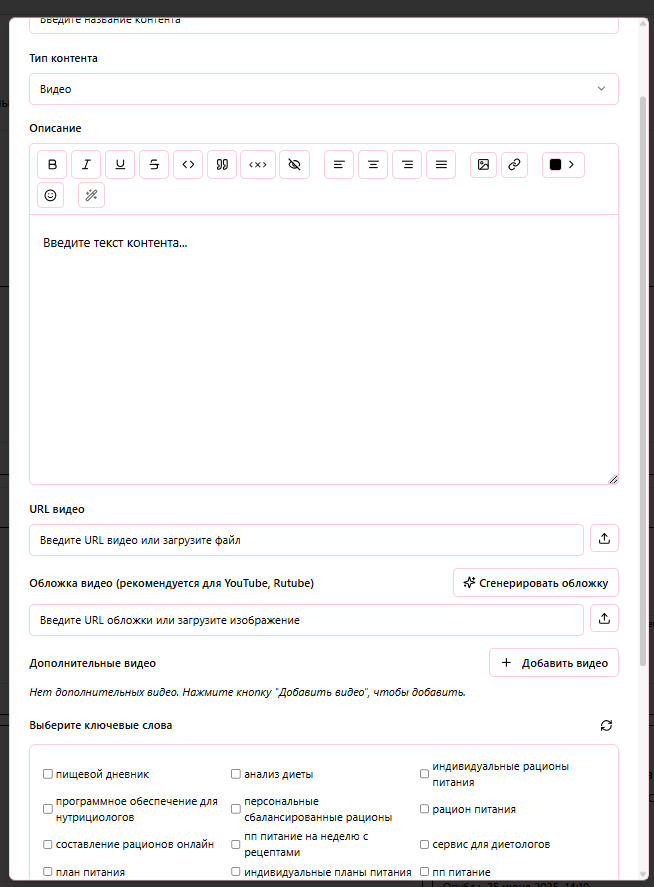 Введите название контента
Тип контента
Видео
Описание
B I U S <> <×>
Введите текст контента...
URL видео
Введите URL видео или загрузите файл
Обложка видео (рекомендуется для YouTube, Rutube)
Сгенерировать обложку
Введите URL обложки или загрузите изображение
Дополнительные видео
+ Добавить видео
Нет дополнительных видео. Нажмите кнопку "Добавить видео", чтобы добавить.
Выберите ключевые слова
пищевой дневник
анализ диеты
индивидуальные рационы
питания
программное обеспечение для
нутрициологов
персональные
сбалансированные рационы
рацион питания
составление рационов онлайн
пп питание на неделю с
рецептами
сервис для диетологов
план питания
индивидуальные планы питания
пп питание